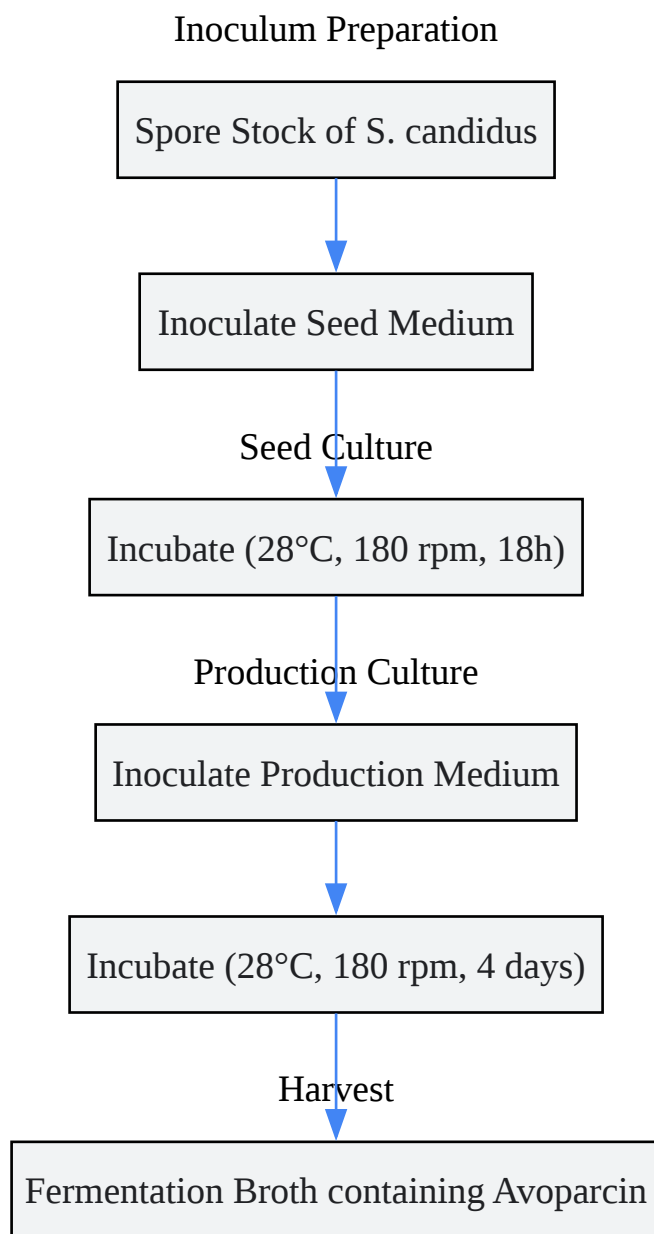 Inoculum Preparation
Spore Stock of S. candidus
Inoculate Seed Medium
Seed Culture
Incubate (28°C, 180 rpm, 18h)
Production Culture
Inoculate Production Medium
Incubate (28°C, 180 rpm, 4 days)
Harvest
Fermentation Broth containing Avoparcin